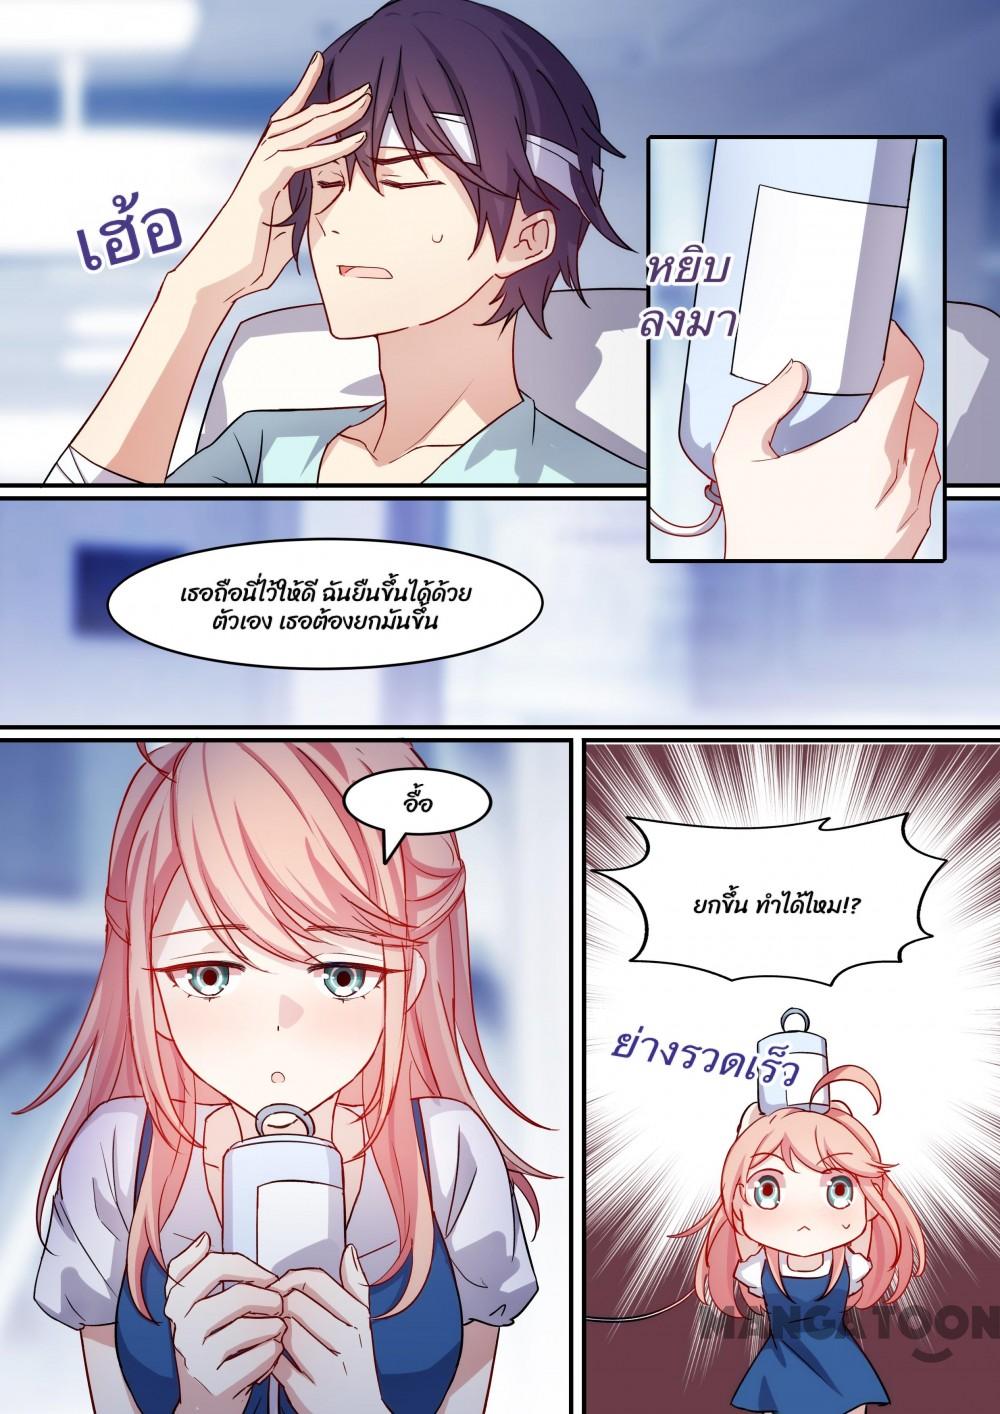 เฮ้อ
หยิบ
ลงมา
เธอถือนี่ไว้ให้ดี ฉันยืนขึ้นได้ด้วย
ตัวเอง เธอต้องยกมันขึ้น
อื้อ
ยกขึ้น ทำได้ไหม!?
ย่างรวดเร็ว
MANGATOON